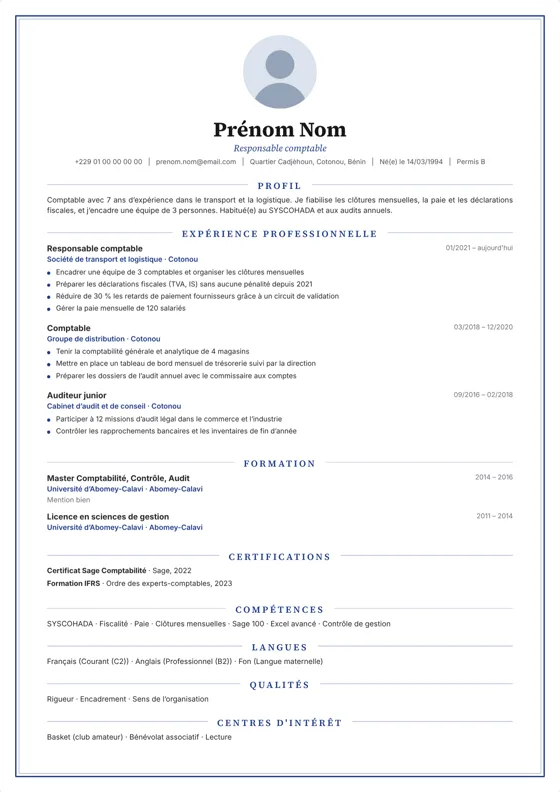 Prénom Nom
Responsable comptable
+229 01 00 00 00 00 | prenom.nom@email.com | Quartier Cadjèhoun, Cotonou, Bénin | Né(e) le 14/03/1994 | Permis B
PROFIL
Comptable avec 7 ans d'expérience dans le transport et la logistique. Je fiabilise les clôtures mensuelles, la paie et les déclarations
fiscales, et j'encadre une équipe de 3 personnes. Habitué(e) au SYSCOHADA et aux audits annuels.
EXPÉRIENCE PROFESSIONNELLE
Responsable comptable 01/2021 – aujourd'hui
Société de transport et logistique · Cotonou
• Encadrer une équipe de 3 comptables et organiser les clôtures mensuelles
• Préparer les déclarations fiscales (TVA, IS) sans aucune pénalité depuis 2021
• Réduire de 30 % les retards de paiement fournisseurs grâce à un circuit de validation
• Gérer la paie mensuelle de 120 salariés
Comptable 03/2018 – 12/2020
Groupe de distribution · Cotonou
• Tenir la comptabilité générale et analytique de 4 magasins
• Mettre en place un tableau de bord mensuel de trésorerie suivi par la direction
• Préparer les dossiers de l'audit annuel avec le commissaire aux comptes
Auditeur junior 09/2016 – 02/2018
Cabinet d'audit et de conseil · Cotonou
• Participer à 12 missions d'audit légal dans le commerce et l'industrie
• Contrôler les rapprochements bancaires et les inventaires de fin d'année
FORMATION
Master Comptabilité, Contrôle, Audit 2014 – 2016
Université d'Abomey-Calavi · Abomey-Calavi
Mention bien
Licence en sciences de gestion 2011 – 2014
Université d'Abomey-Calavi · Abomey-Calavi
CERTIFICATIONS
Certificat Sage Comptabilité · Sage, 2022
Formation IFRS · Ordre des experts-comptables, 2023
COMPÉTENCES
SYSCOHADA · Fiscalité · Paie · Clôtures mensuelles · Sage 100 · Excel avancé · Contrôle de gestion
LANGUES
Français (Courant (C2)) · Anglais (Professionnel (B2)) · Fon (Langue maternelle)
QUALITÉS
Rigueur · Encadrement · Sens de l'organisation
CENTRES D'INTÉRÊT
Basket (club amateur) · Bénévolat associatif · Lecture